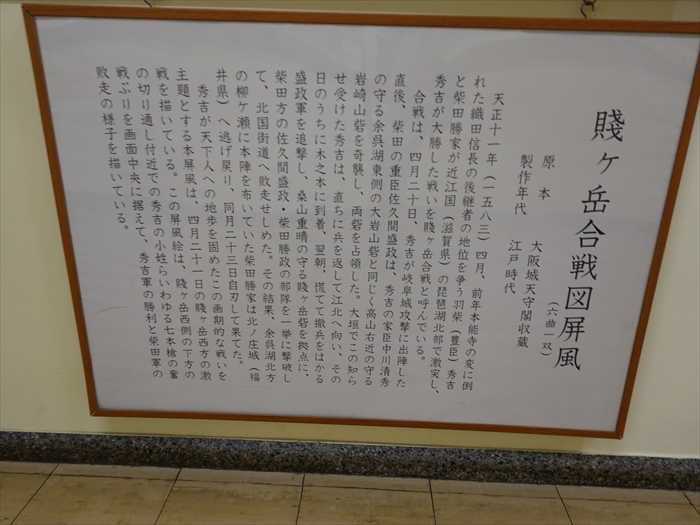 賤ヶ岳合戦図屏風
（六曲一双）
原　本　　大阪城天守閣収蔵
製作年代　江戸時代
天正十一年（一五八三）四月、前年本能寺の変に倒
れた織田信長の後継者の地位を争う羽柴（豊臣）秀吉
と柴田勝家が近江国（滋賀県）の琵琶湖北部で激突し、
秀吉が大勝した戦いを賤ヶ岳合戦と呼んでいる。
合戦は、四月二十日、秀吉が岐阜城攻撃に出陣した
直後、柴田の重臣佐久間盛政は、秀吉の家臣中川清秀
の守る余呉湖東側の大岩山砦と同じく高山右近の守る
岩崎山砦を奇襲し、両砦を占領した。大垣でこの知ら
せ受けた秀吉は、直ちに兵を返して江北へ向い、その
日のうちに木之本に到着、翌朝、慌てて撤兵をはかる
盛政軍を追撃し、桑山重晴の守る賤ヶ岳砦を拠点に、
柴田方の佐久間盛政・柴田勝政の部隊を一挙に撃破し
て、北国街道へ敗走せしめた。その結果、余呉湖北方
の柳ケ瀬に本陣を布いていた柴田勝家は北ノ庄城（福
井県）へ逃げ戻り、同月二十三日自刃して果てた。
秀吉が天下人への地歩を固めたこの画期的な戦いを
主題とする本屏風は、四月二十一日の賤ヶ岳西方の激
戦を描いている。この屏風絵は、賤ヶ岳西側の下方の
の切り通し付近での秀吉の小姓らいわゆる七本槍の奮
戦ぶりを画面中央に据えて、秀吉軍の勝利と柴田軍の
敗走の様子を描いている。